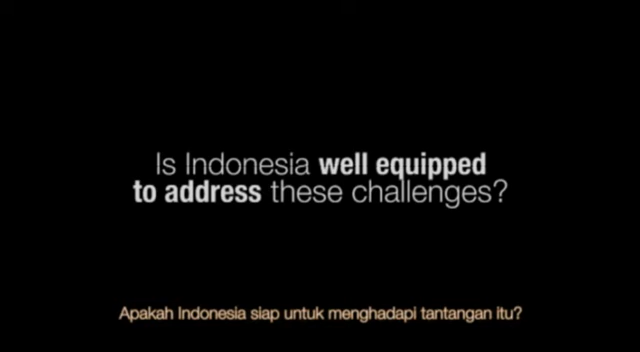 Is Indonesia well equipped
to address these challenges?
Apakah Indonesia siap untuk menghadapi tantangan itu?